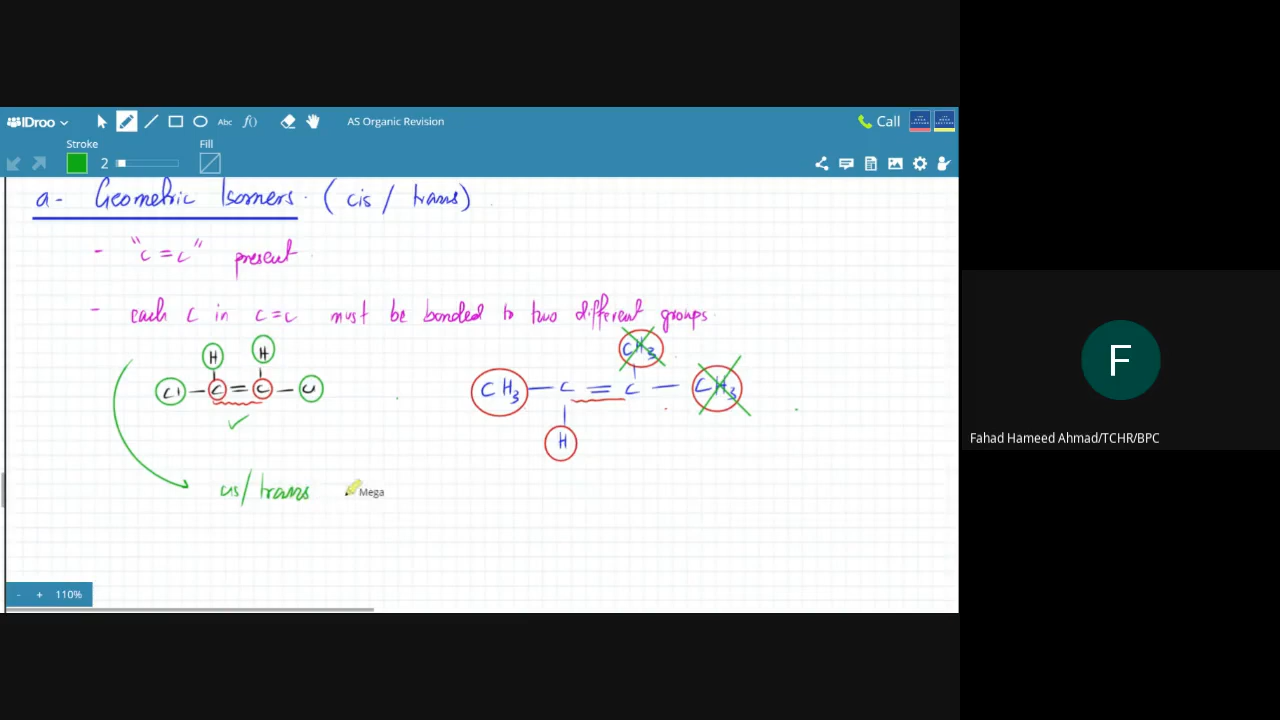 IDroo
Abc f() AS Organic Revision Call
Stroke Fill
2
a- Geometric Isomers. (cis / trans)
- "C=C" present
- each C in C=C must be bonded to two different groups.
H H CH3
Cl - C = C - Cl CH3 - C = C - CH3
H
cis/trans Mega
- + 110%
F
Fahad Hameed Ahmad/TCHR/BPC